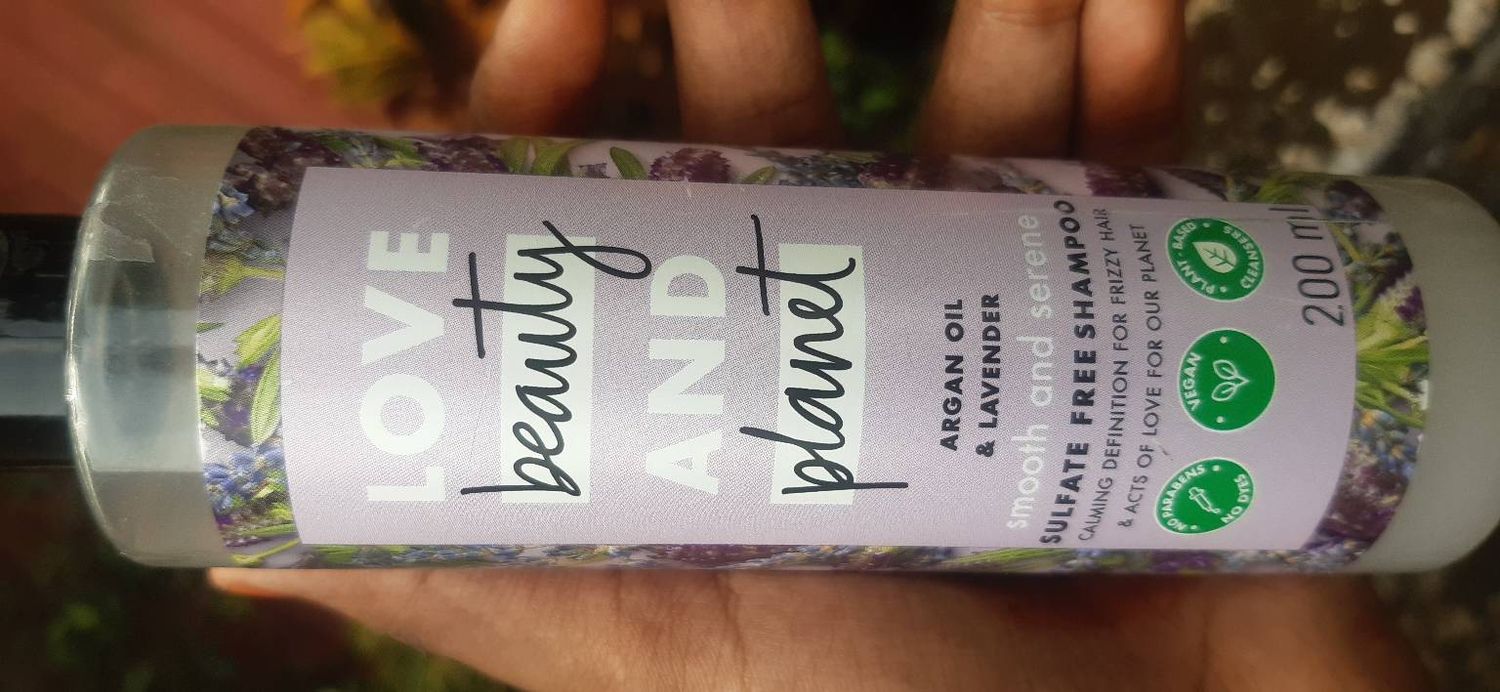 LOVE
beauty
AND
planet
ARGAN OIL
& LAVENDER
smooth and serene
SULFATE FREE SHAMPOO
CALMING DEFINITION FOR FRIZZY HAIR
& ACTS OF LOVE FOR OUR PLANET
NO PARABENS • NO DYES •
VEGAN
PLANT-BASED • CLEANSERS •
200 ml